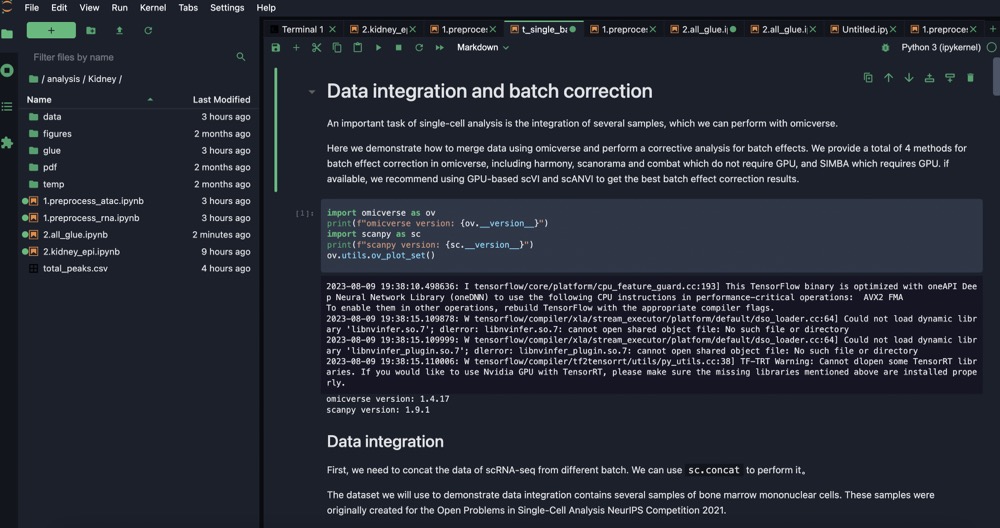 File Edit View Run Kernel Tabs Settings Help
+
Filter files by name
/ analysis / Kidney /
Name Last Modified
data 3 hours ago
figures 2 months ago
glue 3 hours ago
pdf 2 months ago
temp 2 months ago
1.preprocess_atac.ipynb 3 hours ago
1.preprocess_rna.ipynb 3 hours ago
2.all_glue.ipynb 2 minutes ago
2.kidney_epi.ipynb 9 hours ago
total_peaks.csv 4 hours ago
Terminal 1 2.kidney_ep 1.preproces t_single_ba 1.preproces 2.all_glue.i 2.all_glue.i Untitled.ipy 1.preproces
Markdown Python 3 (ipykernel)
Data integration and batch correction
An important task of single-cell analysis is the integration of several samples, which we can perform with omicverse.
Here we demonstrate how to merge data using omicverse and perform a corrective analysis for batch effects. We provide a total of 4 methods for
batch effect correction in omicverse, including harmony, scanorama and combat which do not require GPU, and SIMBA which requires GPU. if
available, we recommend using GPU-based scVI and scANVI to get the best batch effect correction results.
[1]: import omicverse as ov
print(f"omicverse version: {ov.__version__}")
import scanpy as sc
print(f"scanpy version: {sc.__version__}")
ov.utils.ov_plot_set()
2023-08-09 19:38:10.498636: I tensorflow/core/platform/cpu_feature_guard.cc:193] This TensorFlow binary is optimized with oneAPI Dee
p Neural Network Library (oneDNN) to use the following CPU instructions in performance-critical operations:  AVX2 FMA
To enable them in other operations, rebuild TensorFlow with the appropriate compiler flags.
2023-08-09 19:38:15.109878: W tensorflow/compiler/xla/stream_executor/platform/default/dso_loader.cc:64] Could not load dynamic libr
ary 'libnvinfer.so.7'; dlerror: libnvinfer.so.7: cannot open shared object file: No such file or directory
2023-08-09 19:38:15.109999: W tensorflow/compiler/xla/stream_executor/platform/default/dso_loader.cc:64] Could not load dynamic libr
ary 'libnvinfer_plugin.so.7'; dlerror: libnvinfer_plugin.so.7: cannot open shared object file: No such file or directory
2023-08-09 19:38:15.110006: W tensorflow/compiler/tf2tensorrt/utils/py_utils.cc:38] TF-TRT Warning: Cannot dlopen some TensorRT libr
aries. If you would like to use Nvidia GPU with TensorRT, please make sure the missing libraries mentioned above are installed prope
rly.
omicverse version: 1.4.17
scanpy version: 1.9.1
Data integration
First, we need to concat the data of scRNA-seq from different batch. We can use sc.concat to perform it。
The dataset we will use to demonstrate data integration contains several samples of bone marrow mononuclear cells. These samples were
originally created for the Open Problems in Single-Cell Analysis NeurIPS Competition 2021.